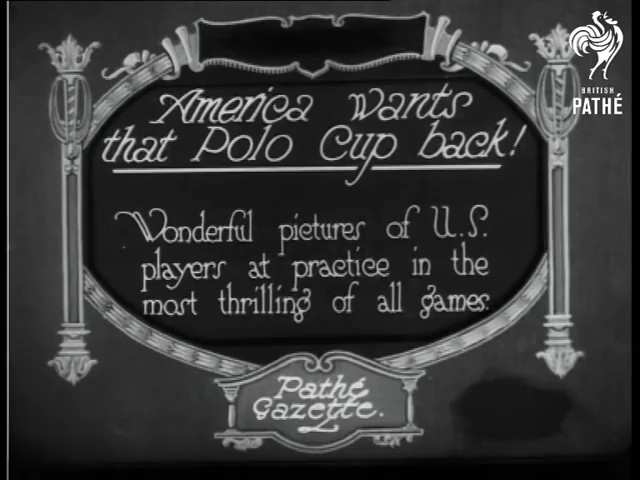 America wants
that Polo Cup back!
Wonderful pictures of U.S.
players at practice in the
most thrilling of all games.
Pathé
Gazette.
BRITISH
PATHÉ